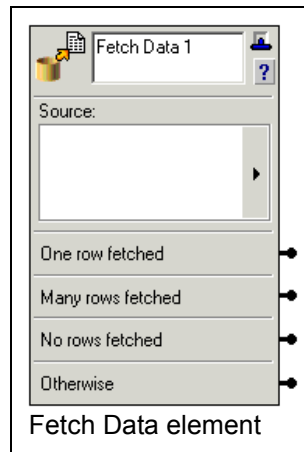 Fetch Data 1
?
Source:
One row fetched
Many rows fetched
No rows fetched
Otherwise
Fetch Data element